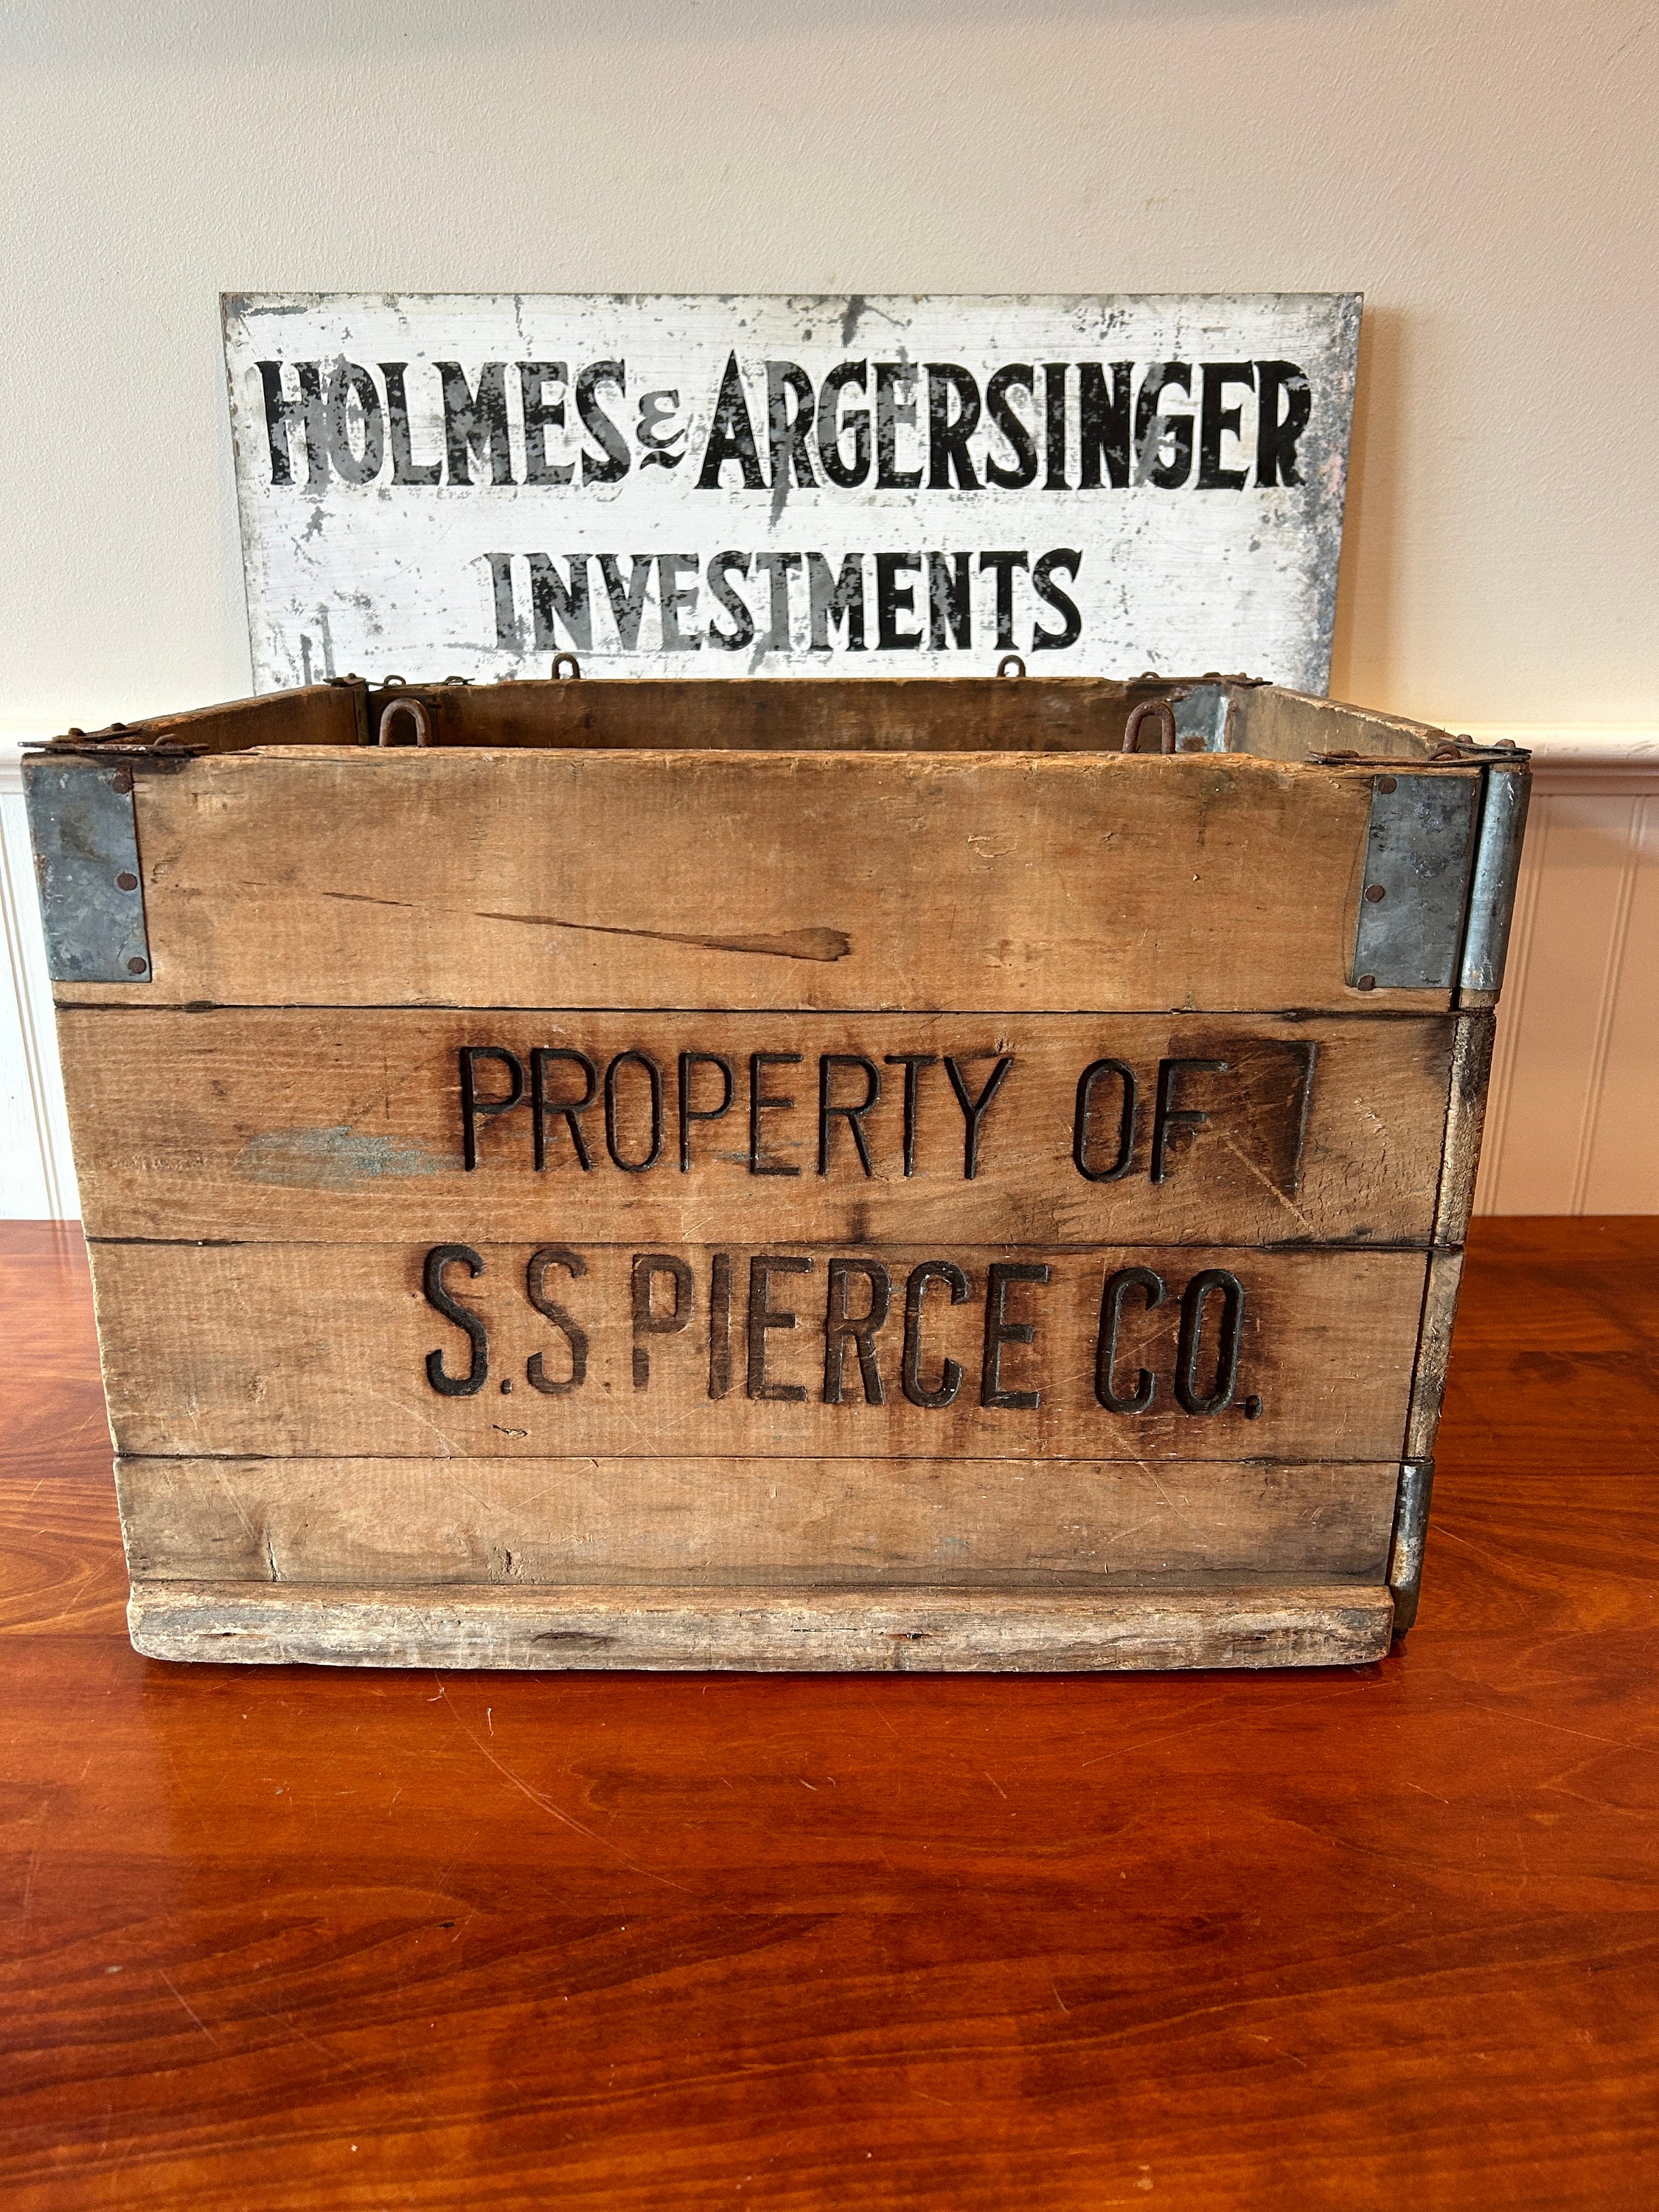 HOLMES & ARGERSINGER
INVESTMENTS
PROPERTY OF
S.S. PIERCE CO.